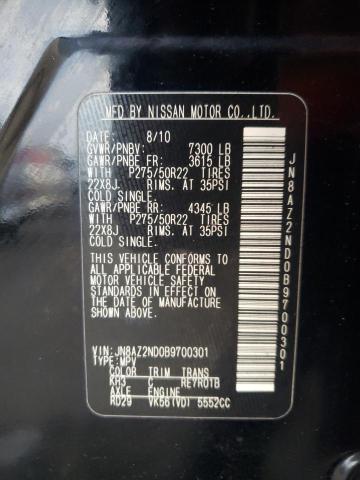 MFD BY NISSAN MOTOR CO.,LTD.
DATE: 8/10
GVWR/PNBV: 7300 LB
GAWR/PNBE FR: 3615 LB
WITH P275/50R22 TIRES
22X8J RIMS. AT 35PSI
COLD SINGLE.
GAWR/PNBE RR: 4345 LB
WITH P275/50R22 TIRES
22X8J RIMS. AT 35PSI
COLD SINGLE.
THIS VEHICLE CONFORMS TO
ALL APPLICABLE FEDERAL
MOTOR VEHICLE SAFETY
STANDARDS IN EFFECT ON
THE DATE OF MANUFACTURE
SHOWN ABOVE.
VIN: JN8AZ2ND0B9700301
TYPE: MPV
COLOR TRIM TRANS
KH3 C RE7R01B
AXLE ENGINE
RD29 VK56(VD) 5552CC
JN8AZ2ND0B9700301